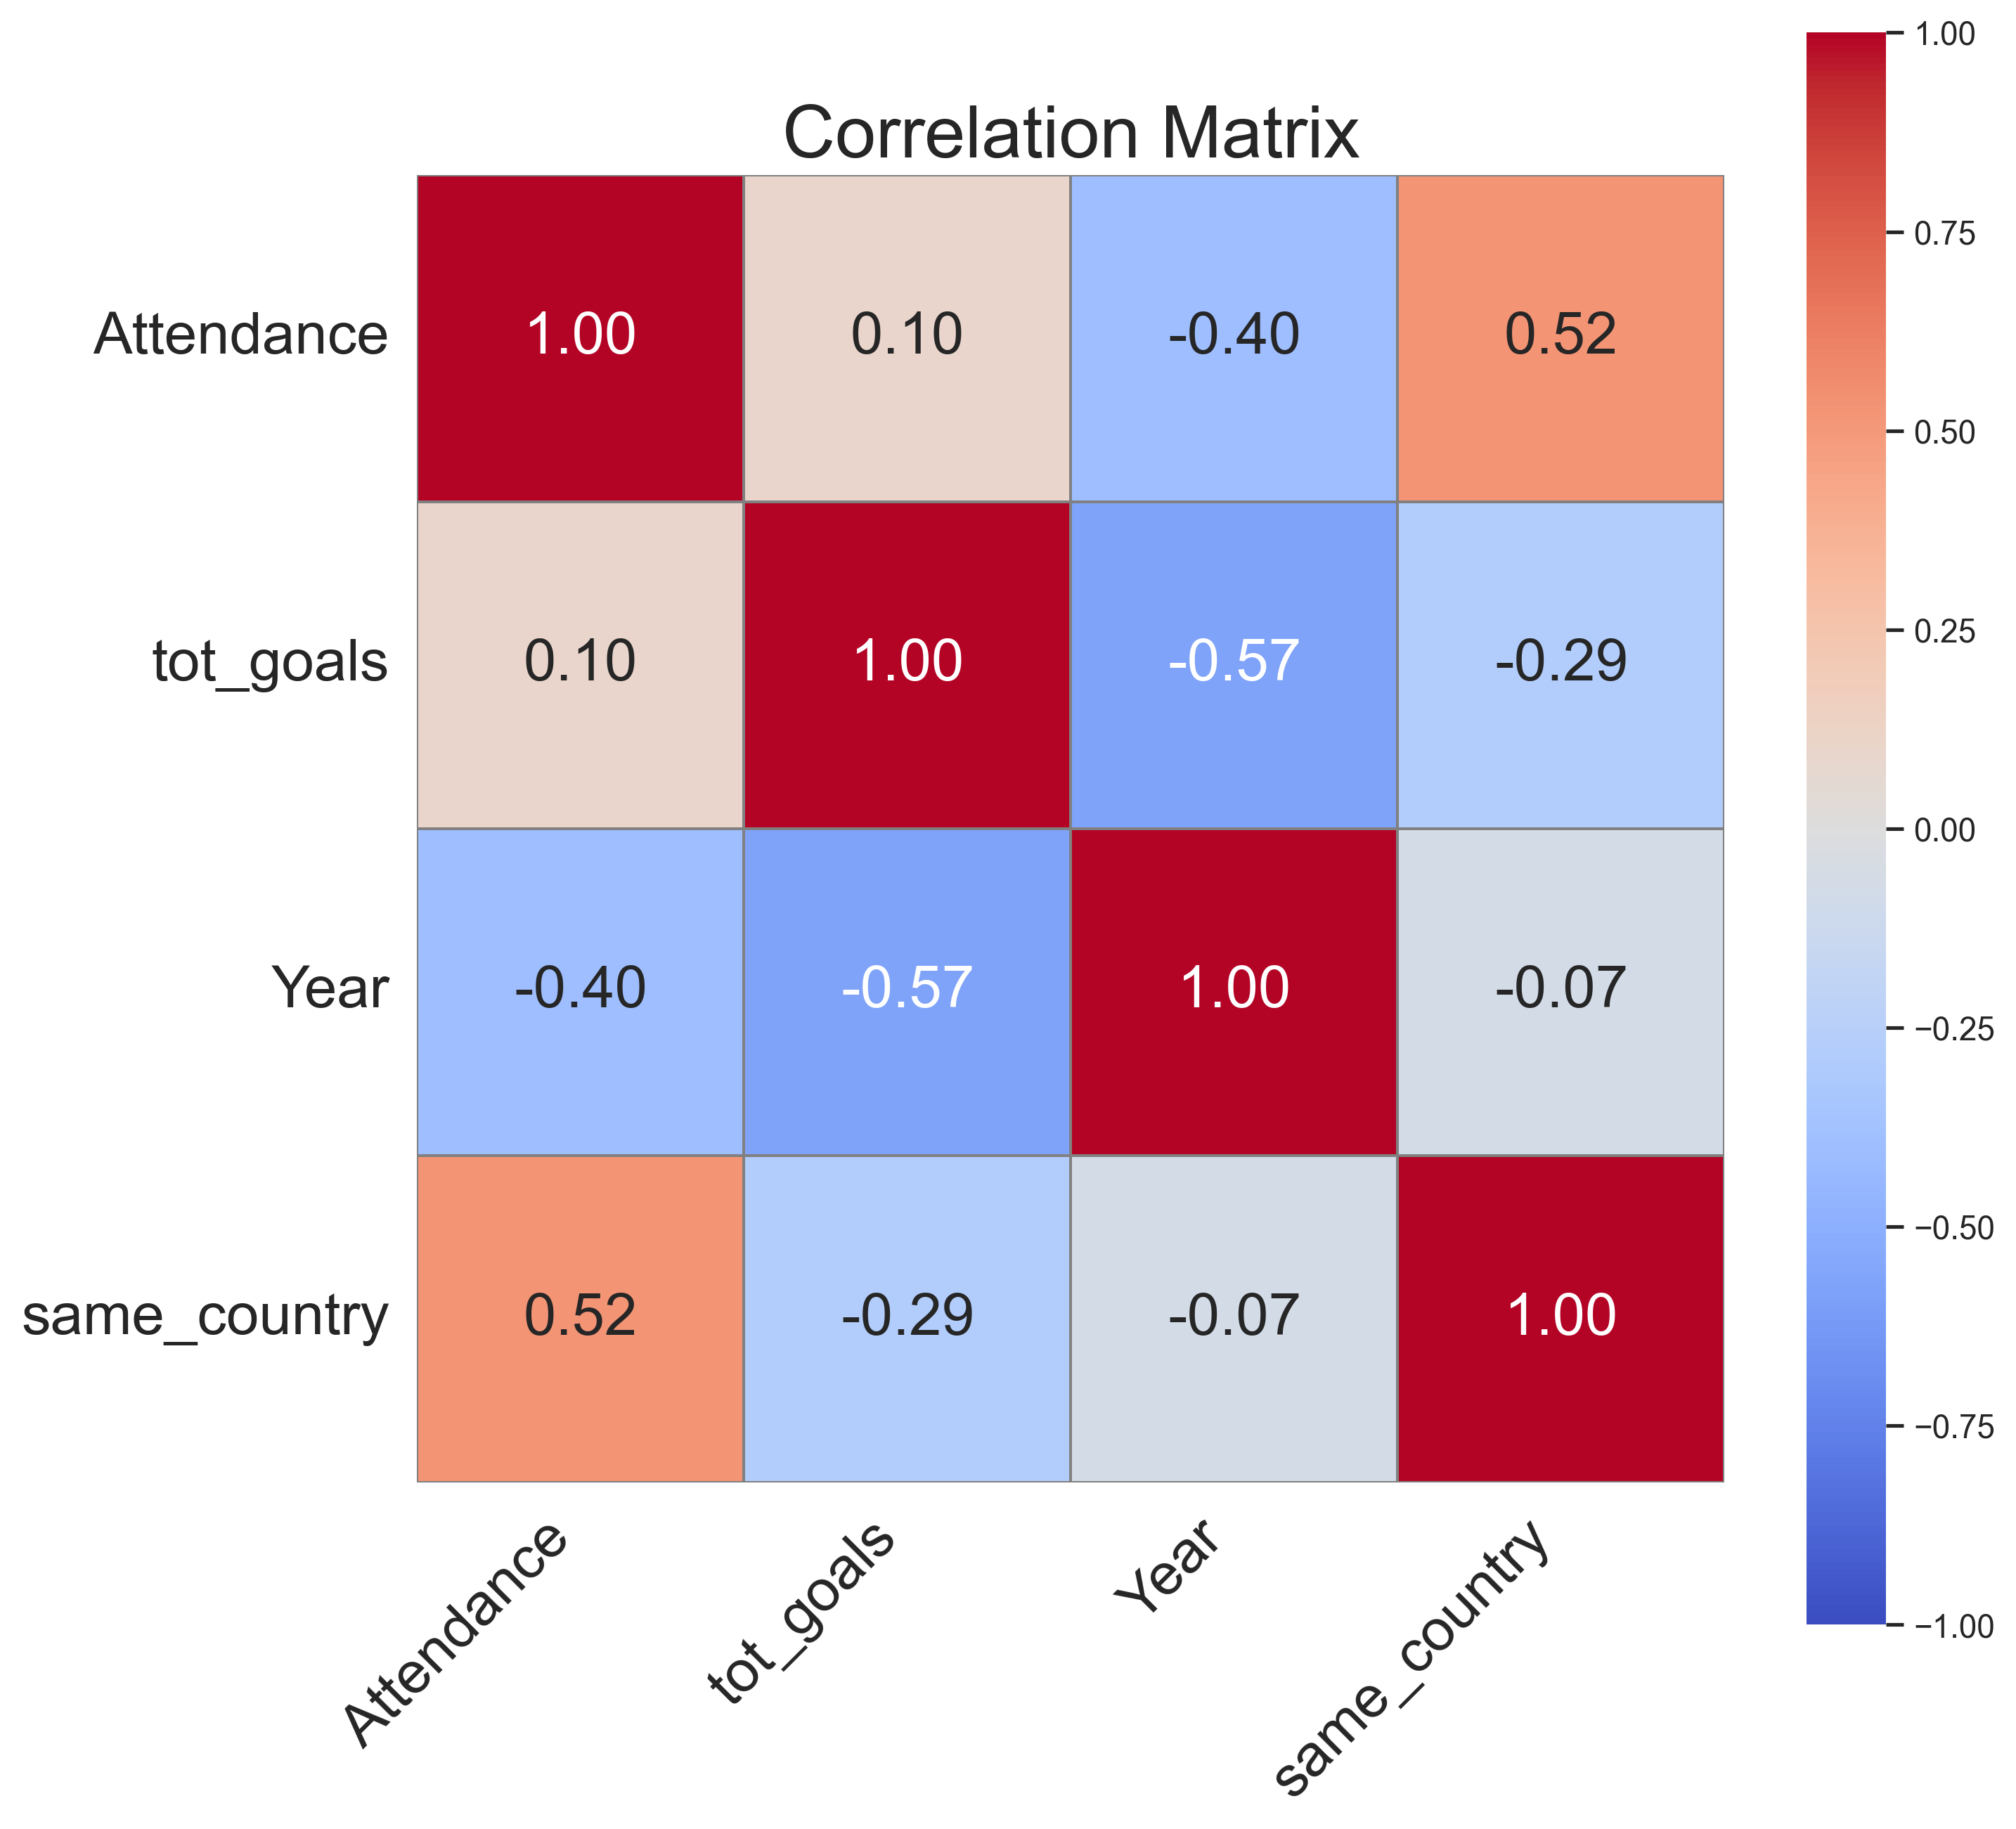 Correlation Matrix
Attendance 1.00 0.10 -0.40 0.52
tot_goals 0.10 1.00 -0.57 -0.29
Year -0.40 -0.57 1.00 -0.07
same_country 0.52 -0.29 -0.07 1.00
Attendance tot_goals Year same_country
1.00
0.75
0.50
0.25
0.00
−0.25
−0.50
−0.75
−1.00